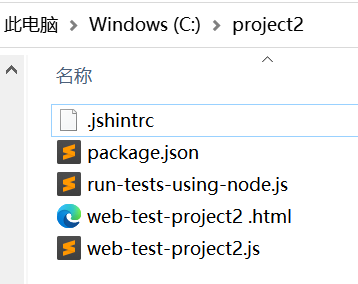 此电脑 > Windows (C:) > project2
名称
.jshintrc
package.json
run-tests-using-node.js
web-test-project2 .html
web-test-project2.js